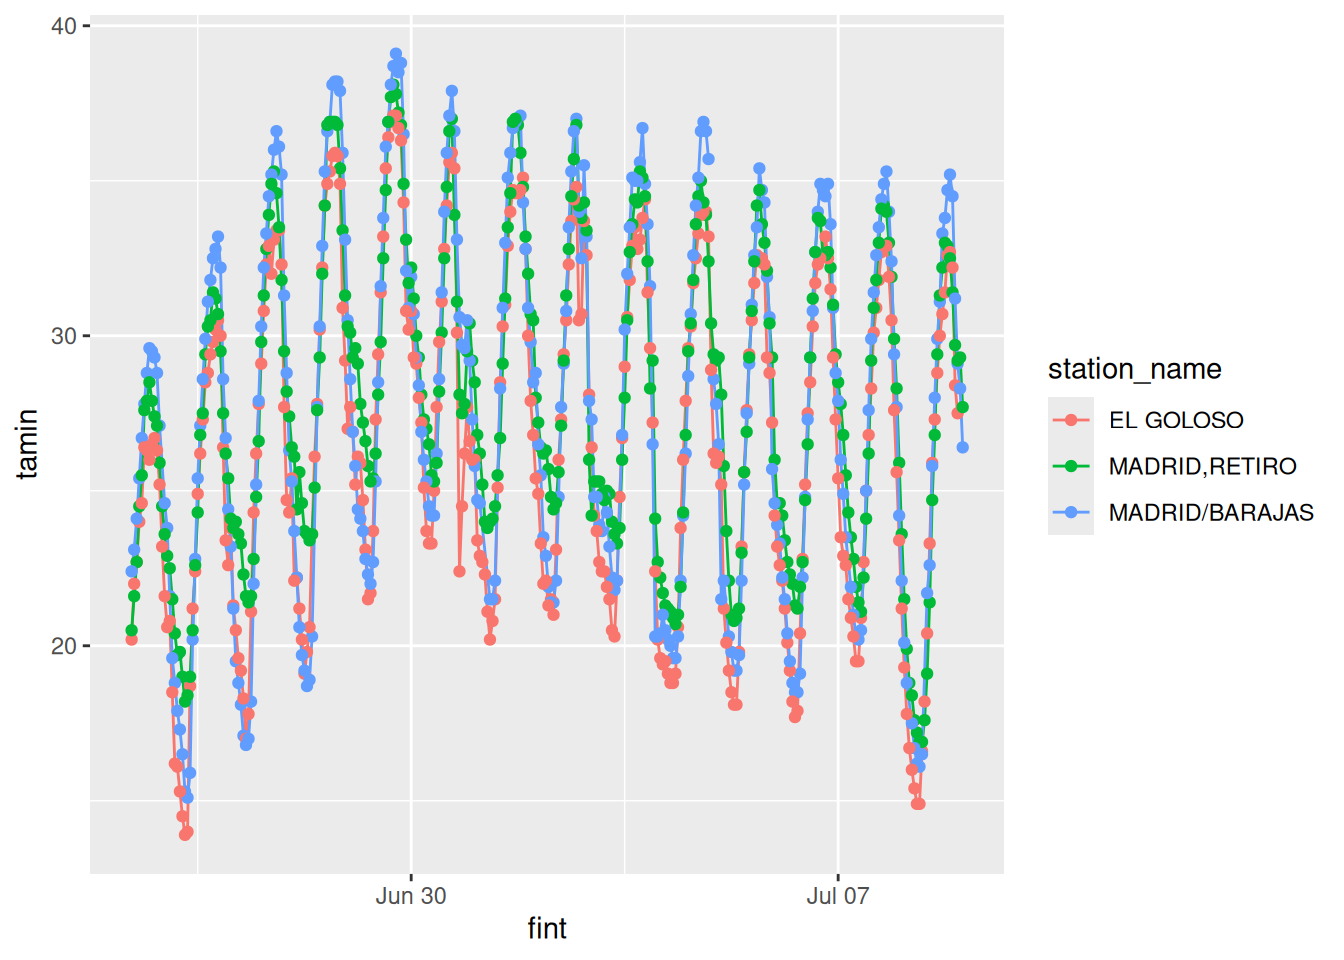 40
30
20
tamin
Jun 30
Jul 07
fint
station_name
EL GOLOSO
MADRID,RETIRO
MADRID/BARAJAS